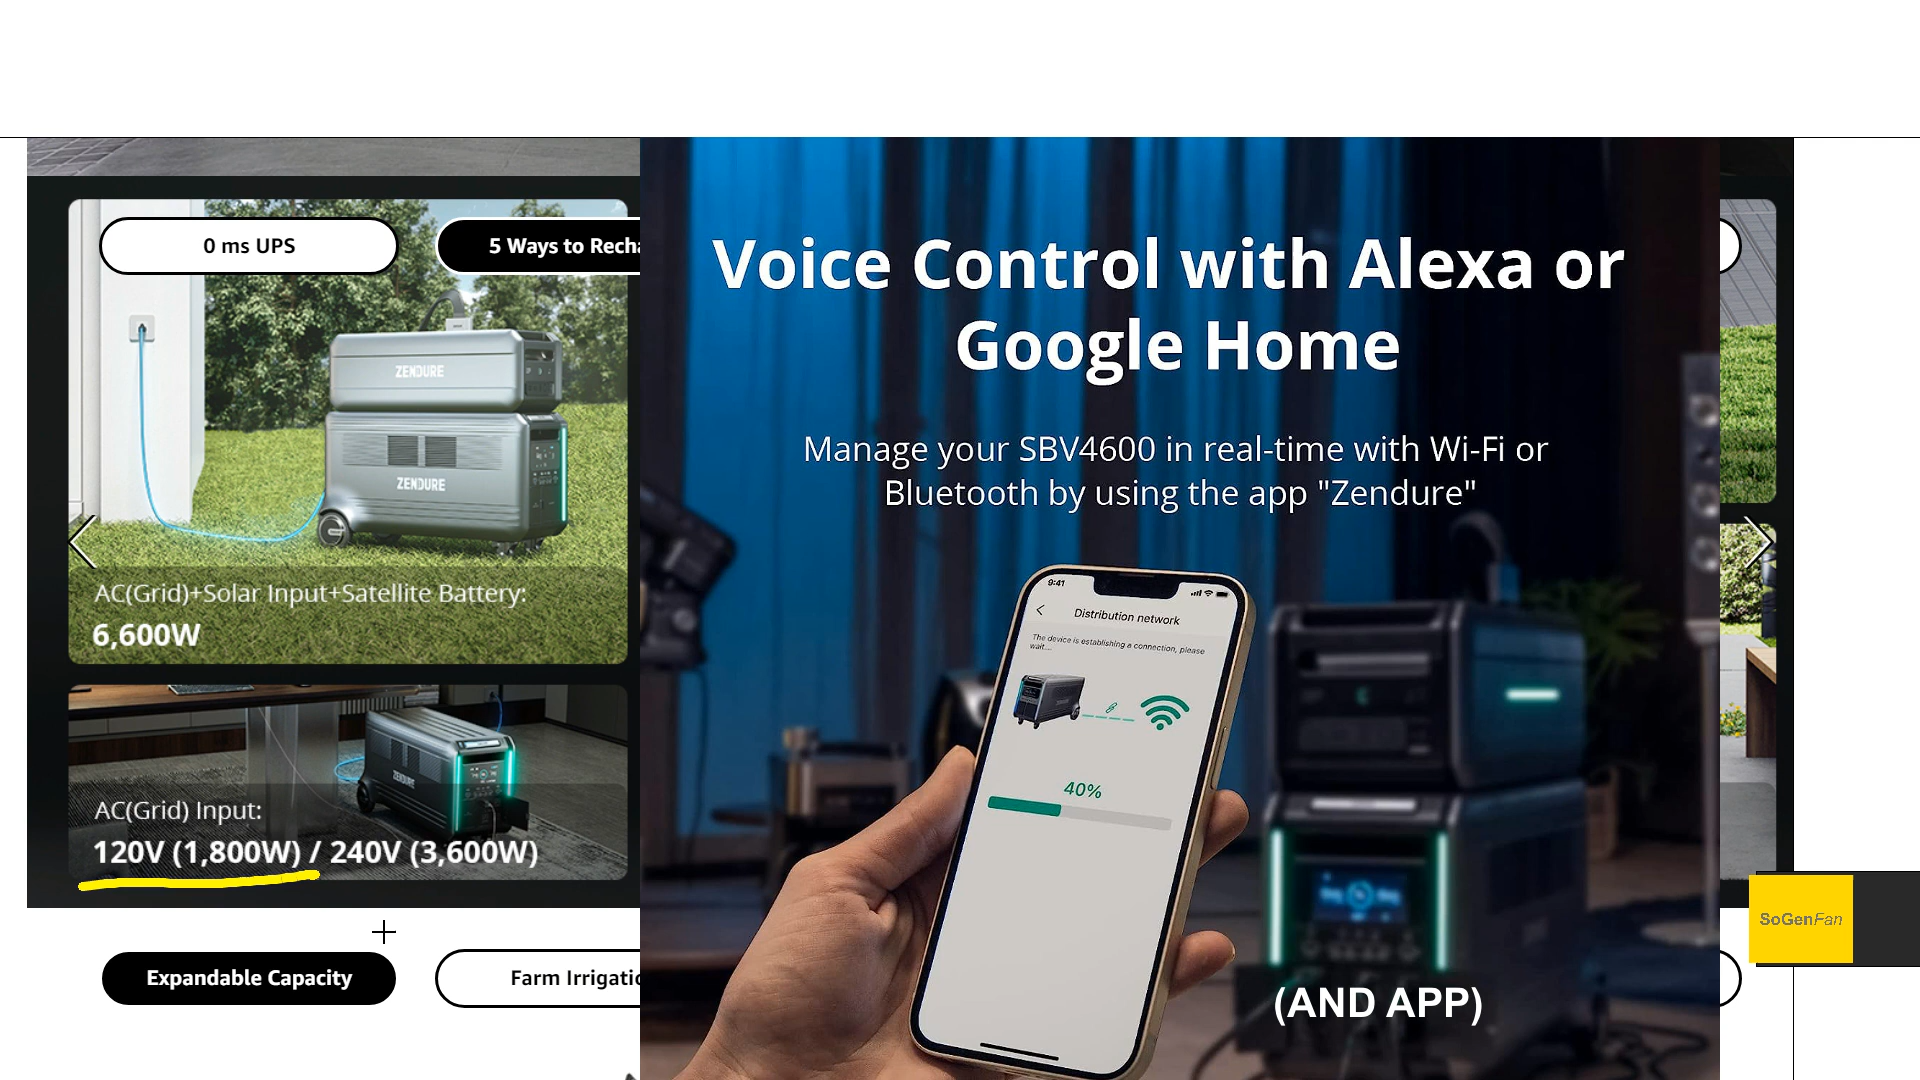 0 ms UPS
5 Ways to Recha
ZENDURE
ZENDURE
AC(Grid)+Solar Input+Satellite Battery:
6,600W
ZENDURE
AC(Grid) Input:
120V (1,800W) / 240V (3,600W)
Expandable Capacity
Farm Irrigatio
Voice Control with Alexa or
Google Home
Manage your SBV4600 in real-time with Wi-Fi or
Bluetooth by using the app "Zendure"
9:41
Distribution network
The device is establishing a connection, please
wait...
40%
(AND APP)
SoGenFan